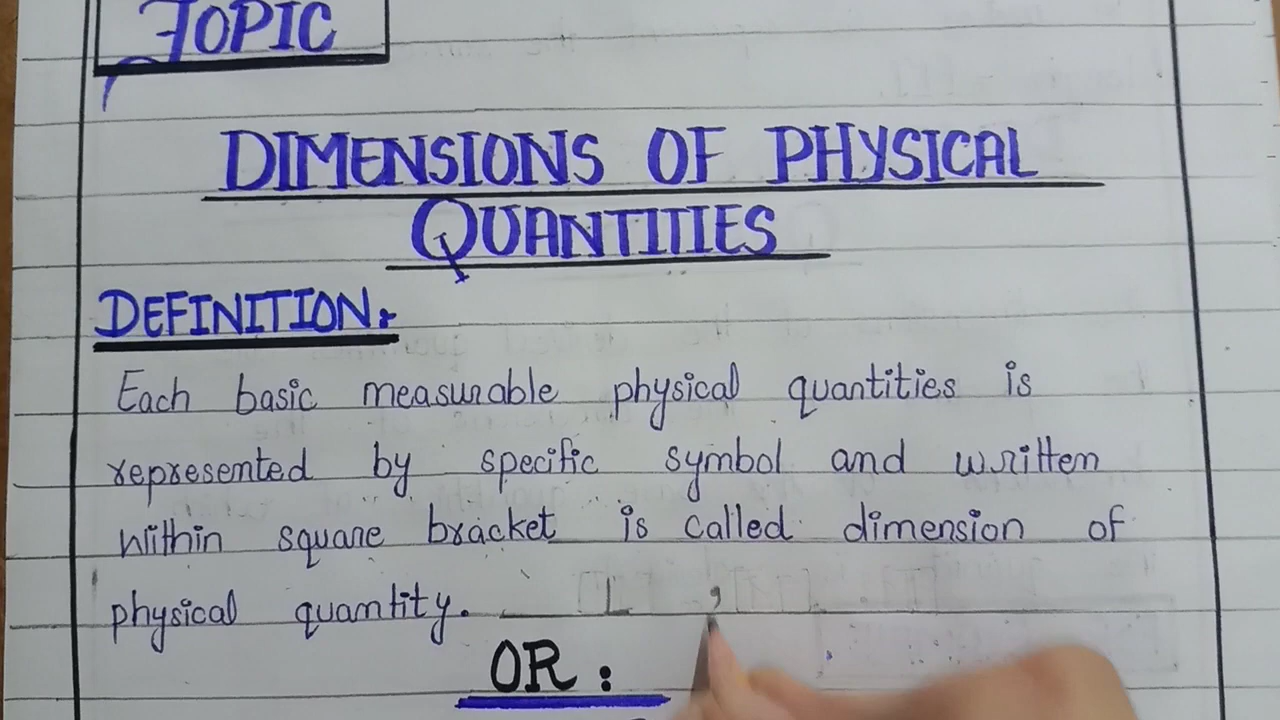 TOPIC
DIMENSIONS OF PHYSICAL
QUANTITIES
DEFINITION:
Each basic measurable physical quantities is
represented by specific symbol and written
within square bracket is called dimension of
physical quantity. L ,
OR :